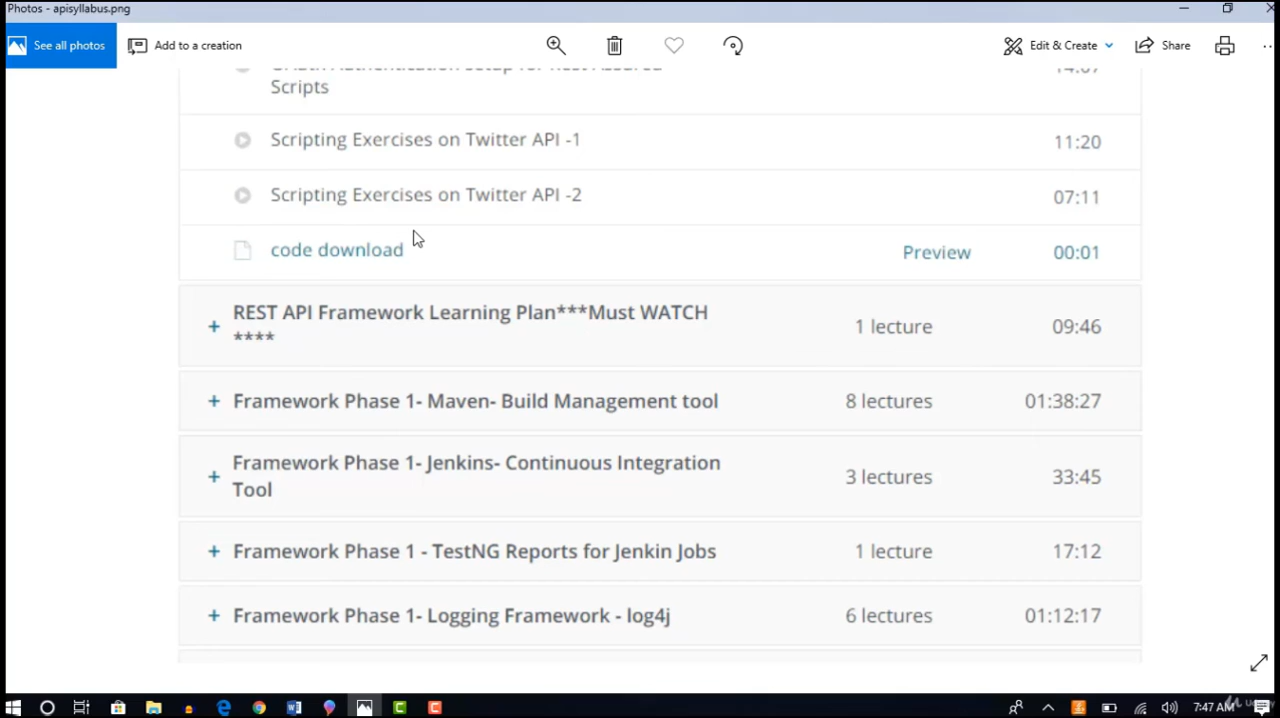 Photos - apisyllabus.png
See all photos
Add to a creation
Edit & Create
Share
Scripts
Scripting Exercises on Twitter API -1
11:20
Scripting Exercises on Twitter API -2
07:11
code download
Preview
00:01
REST API Framework Learning Plan***Must WATCH
****
1 lecture
09:46
Framework Phase 1- Maven- Build Management tool
8 lectures
01:38:27
Framework Phase 1- Jenkins- Continuous Integration
Tool
3 lectures
33:45
Framework Phase 1 - TestNG Reports for Jenkin Jobs
1 lecture
17:12
Framework Phase 1- Logging Framework - log4j
6 lectures
01:12:17
7:47 AM